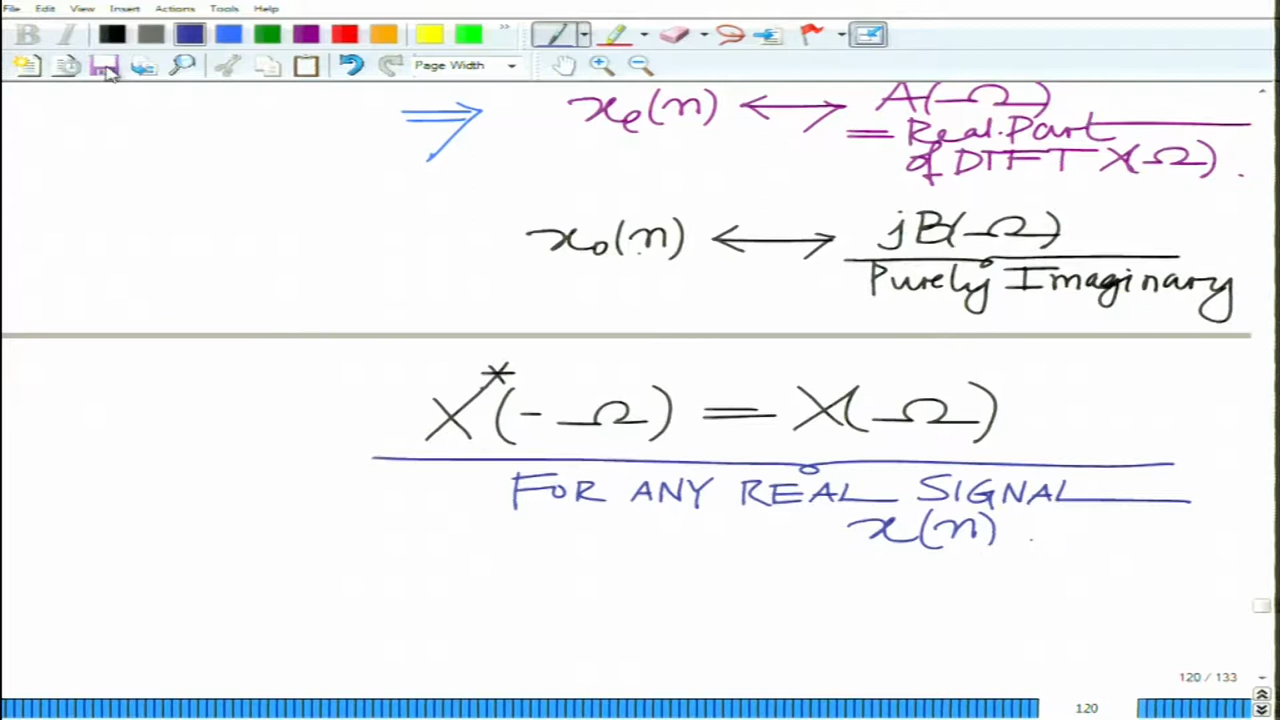 File Edit View Insert Actions Tools Help
B I
Page Width
⇒ xₑ(n) ⟷ A(Ω)
= Real Part
of DTFT X(Ω).
xₒ(n) ⟷ jB(Ω)
Purely Imaginary
X*(-Ω) = X(Ω)
FOR ANY REAL SIGNAL
x(n).
120 / 133
120